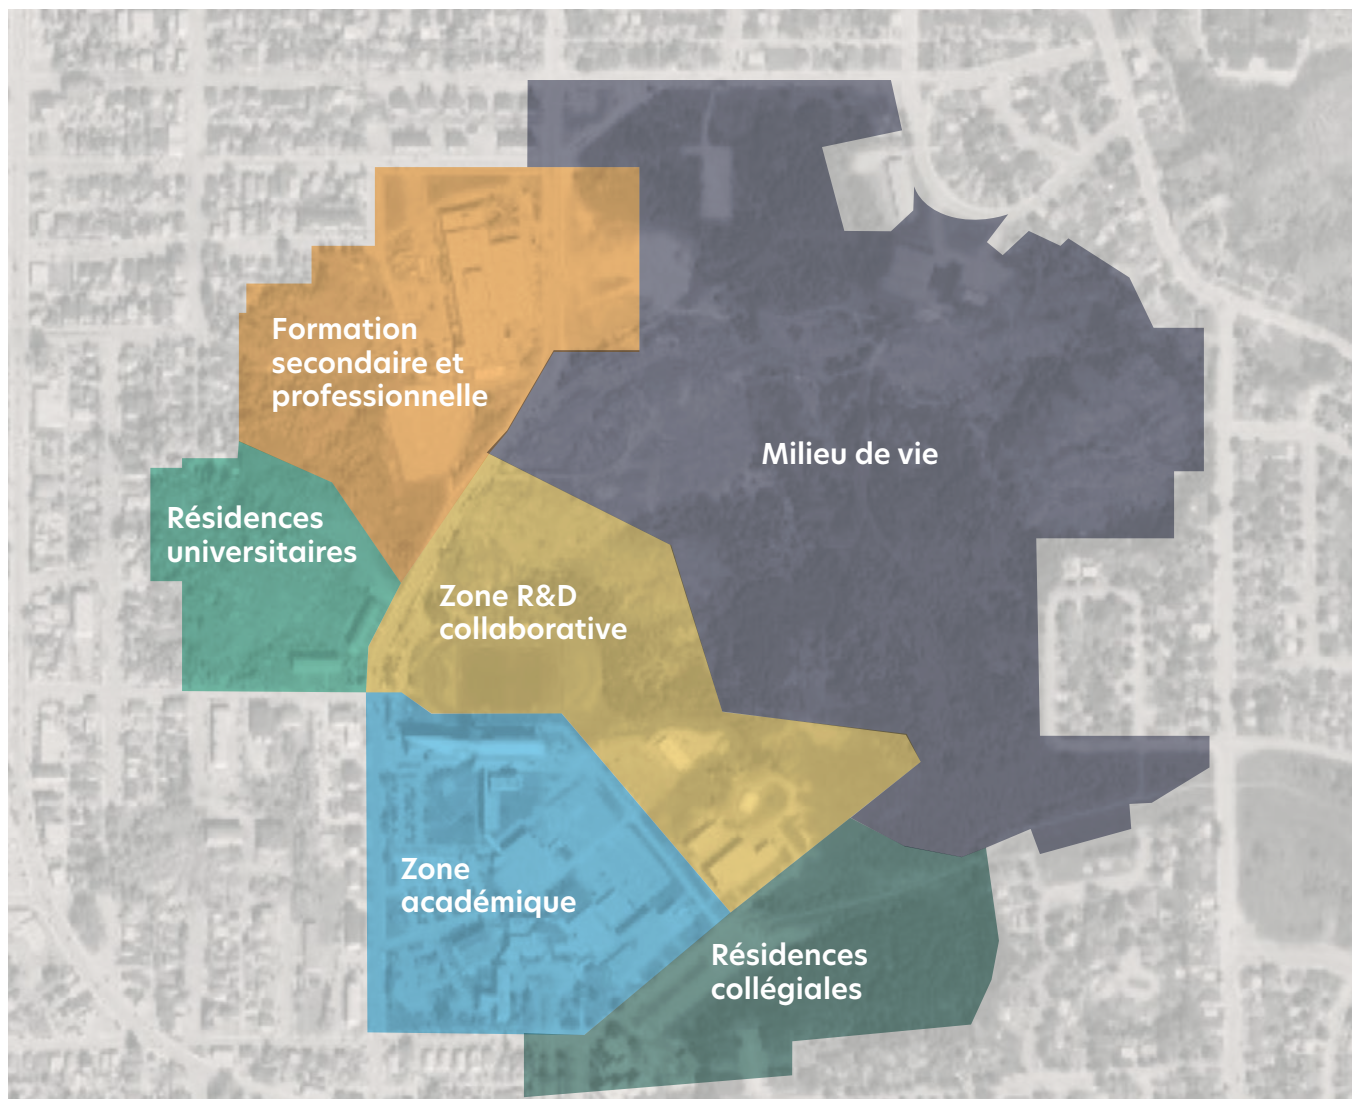 Formation
secondaire et
professionnelle
Milieu de vie
Résidences
universitaires
Zone R&D
collaborative
Zone
académique
Résidences
collégiales